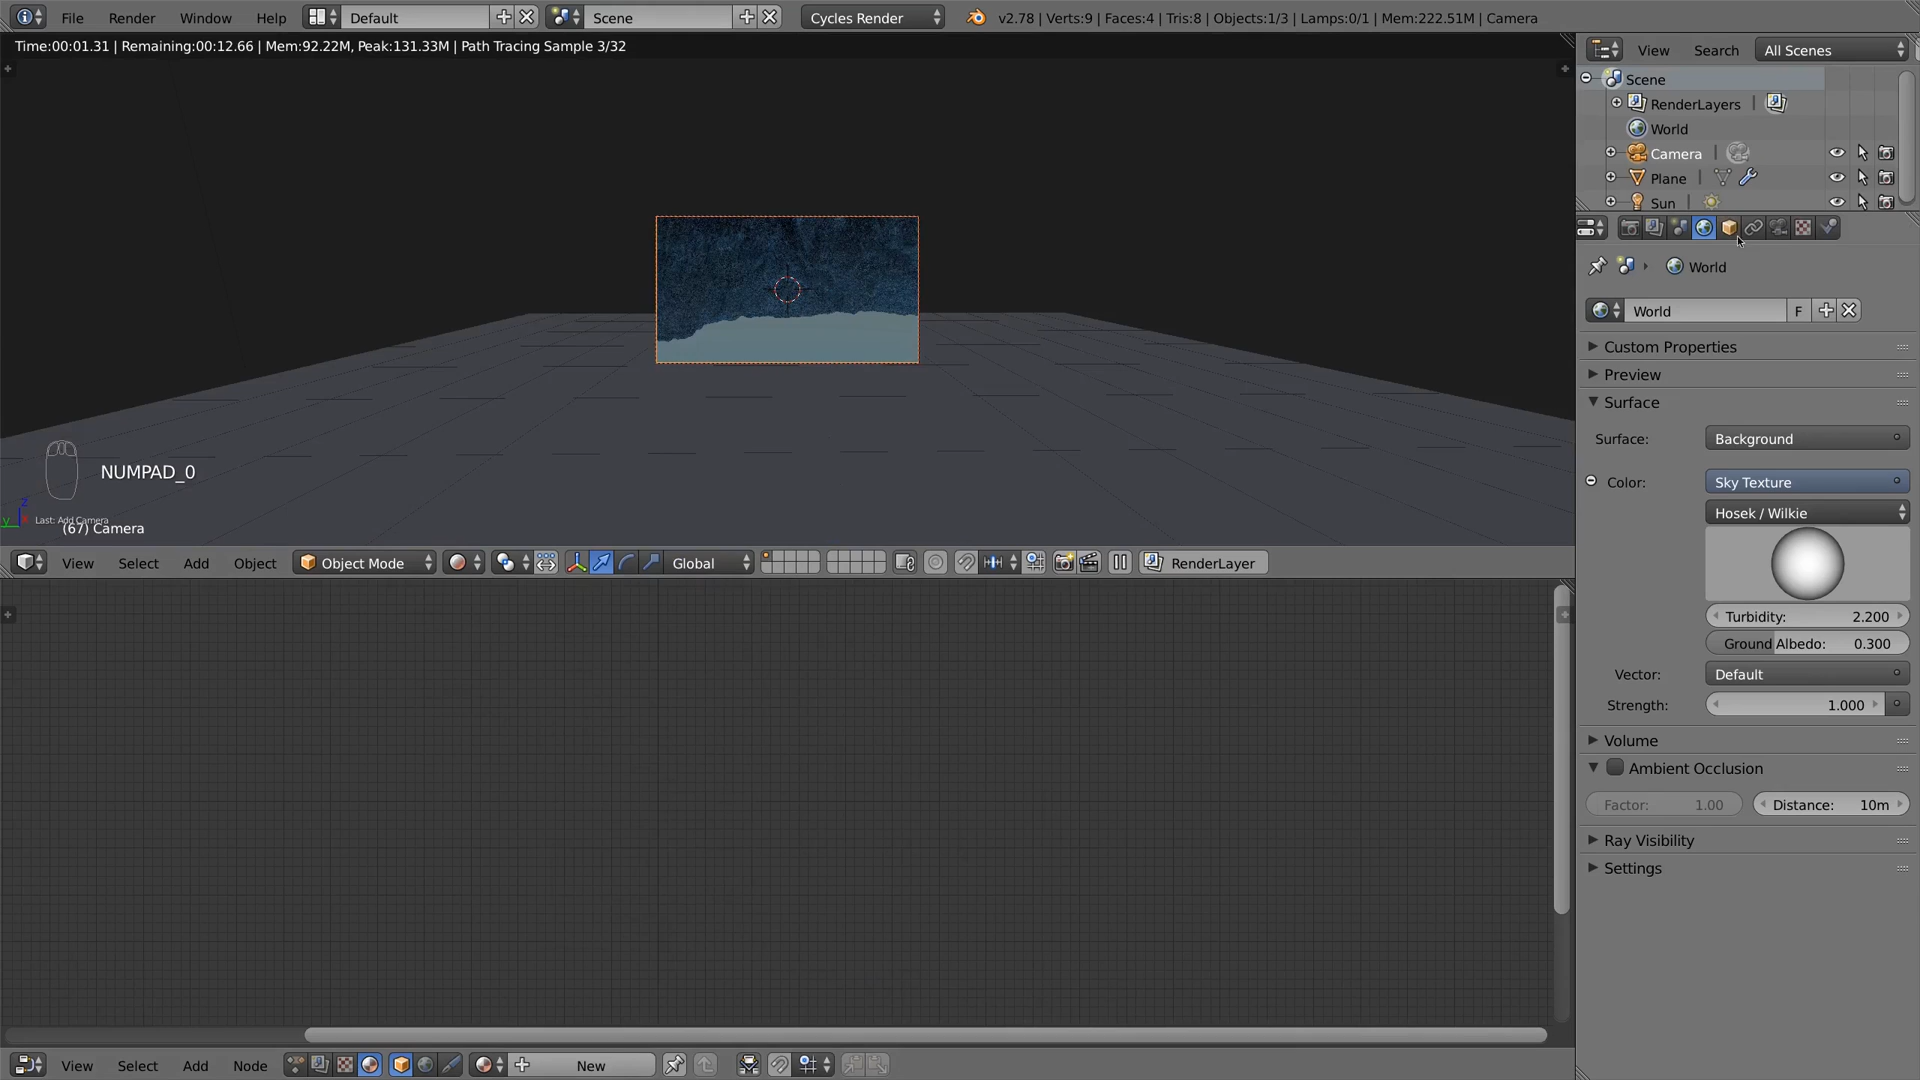 File Render Window Help Default Scene Cycles Render v2.78 | Verts:9 | Faces:4 | Tris:8 | Objects:1/3 | Lamps:0/1 | Mem:222.51M | Camera
Time:00:01.31 | Remaining:00:12.66 | Mem:92.22M, Peak:131.33M | Path Tracing Sample 3/32
View Search All Scenes
Scene
RenderLayers |
World
Camera |
Plane |
Sun |
World
World F
Custom Properties
Preview
Surface
Surface: Background
Color: Sky Texture
Hosek / Wilkie
Turbidity: 2.200
Ground Albedo: 0.300
Vector: Default
Strength: 1.000
Volume
Ambient Occlusion
Factor: 1.00 Distance: 10m
Ray Visibility
Settings
NUMPAD_0
z
y x
Last: Add Camera
(67) Camera
View Select Add Object Object Mode Global RenderLayer
View Select Add Node New